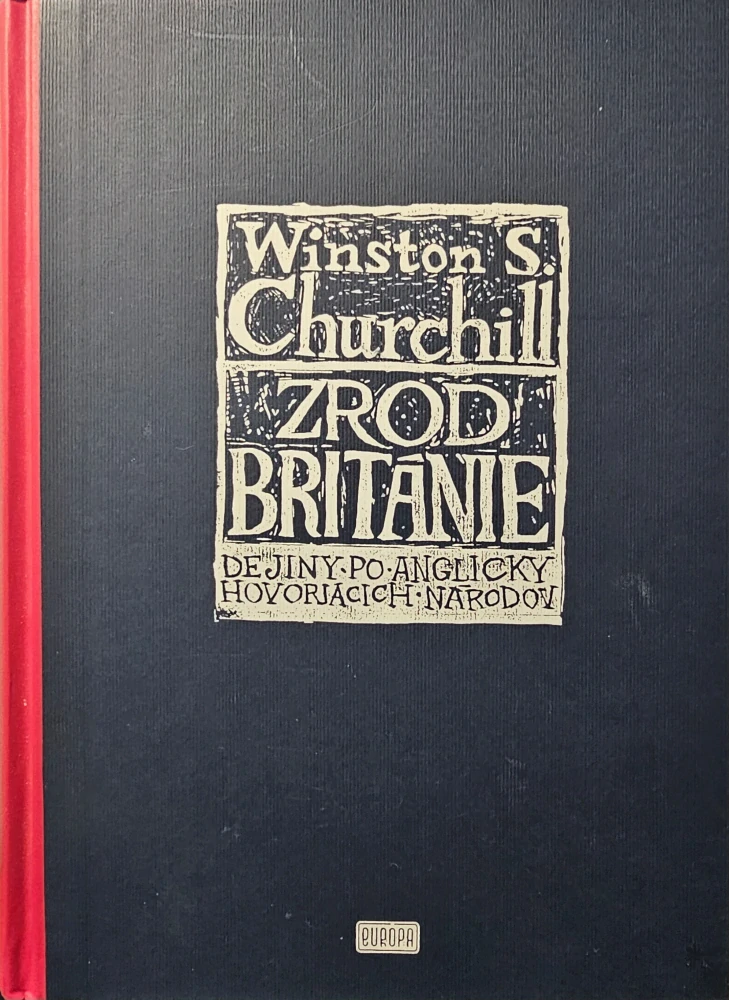 Winston S.
Churchill
ZROD
BRITÁNIE
DEJINY·PO·ANGLICKY
HOVORIACICH·NÁRODOV
EUROPA